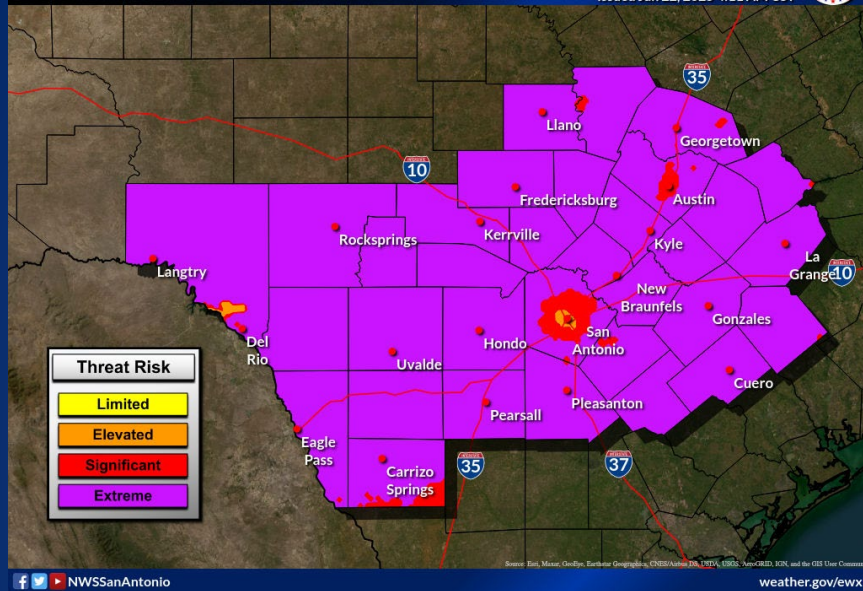 35
Llano
Georgetown
10
Fredericksburg
Austin
Rocksprings
Kerrville
Kyle
La
Grange
10
Langtry
New
Braunfels
Gonzales
Del
Rio
San
Antonio
Hondo
Uvalde
Cuero
Pearsall
Pleasanton
Eagle
Pass
Carrizo
Springs
35
37
Threat Risk
Limited
Elevated
Significant
Extreme
NWSSanAntonio
weather.gov/ewx